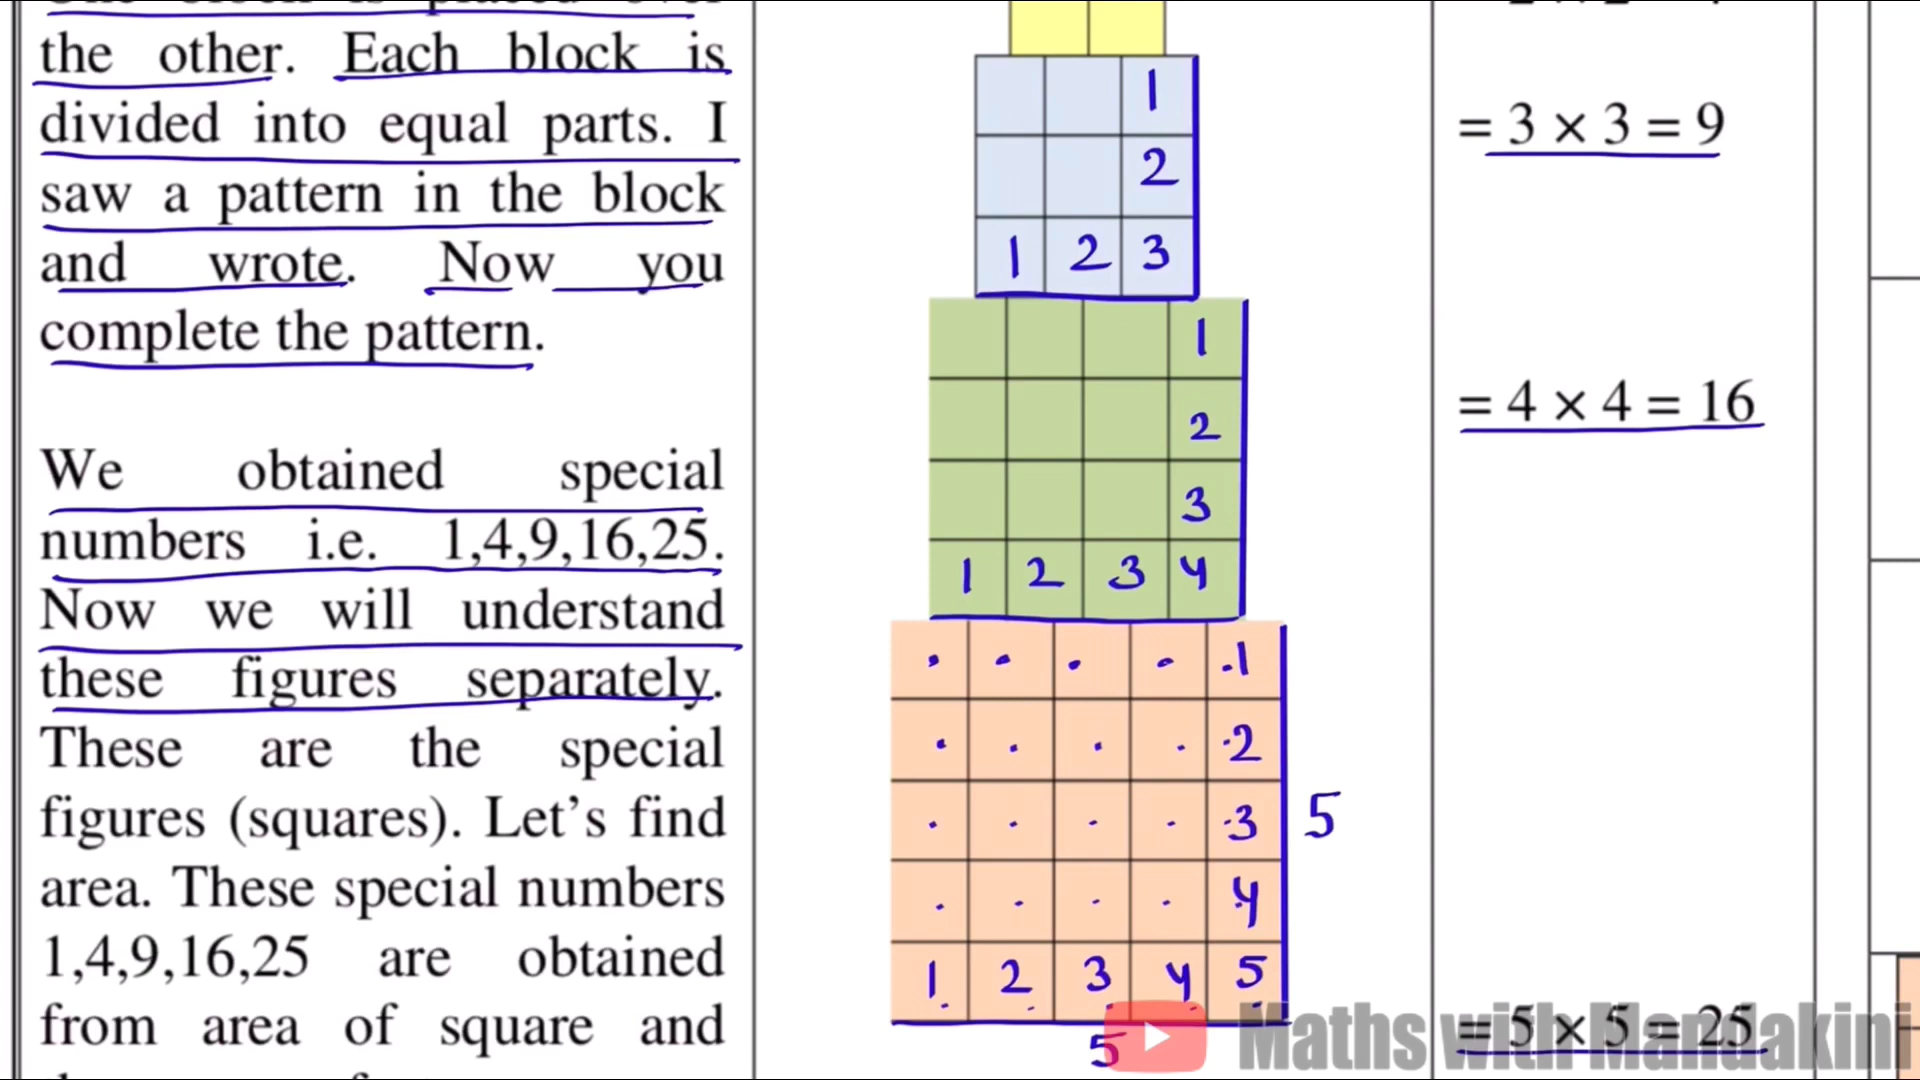 the other. Each block is
divided into equal parts. I
saw a pattern in the block
and wrote. Now you
complete the pattern.
We obtained special
numbers i.e. 1,4,9,16,25.
Now we will understand
these figures separately.
These are the special
figures (squares). Let's find
area. These special numbers
1,4,9,16,25 are obtained
from area of square and
1
2
1 2 3
1
2
3
1 2 3 4
1
2
3
4
1 2 3 4 5
5
5
= 3 × 3 = 9
= 4 × 4 = 16
= 5 × 5 = 25
Maths with Mandakini